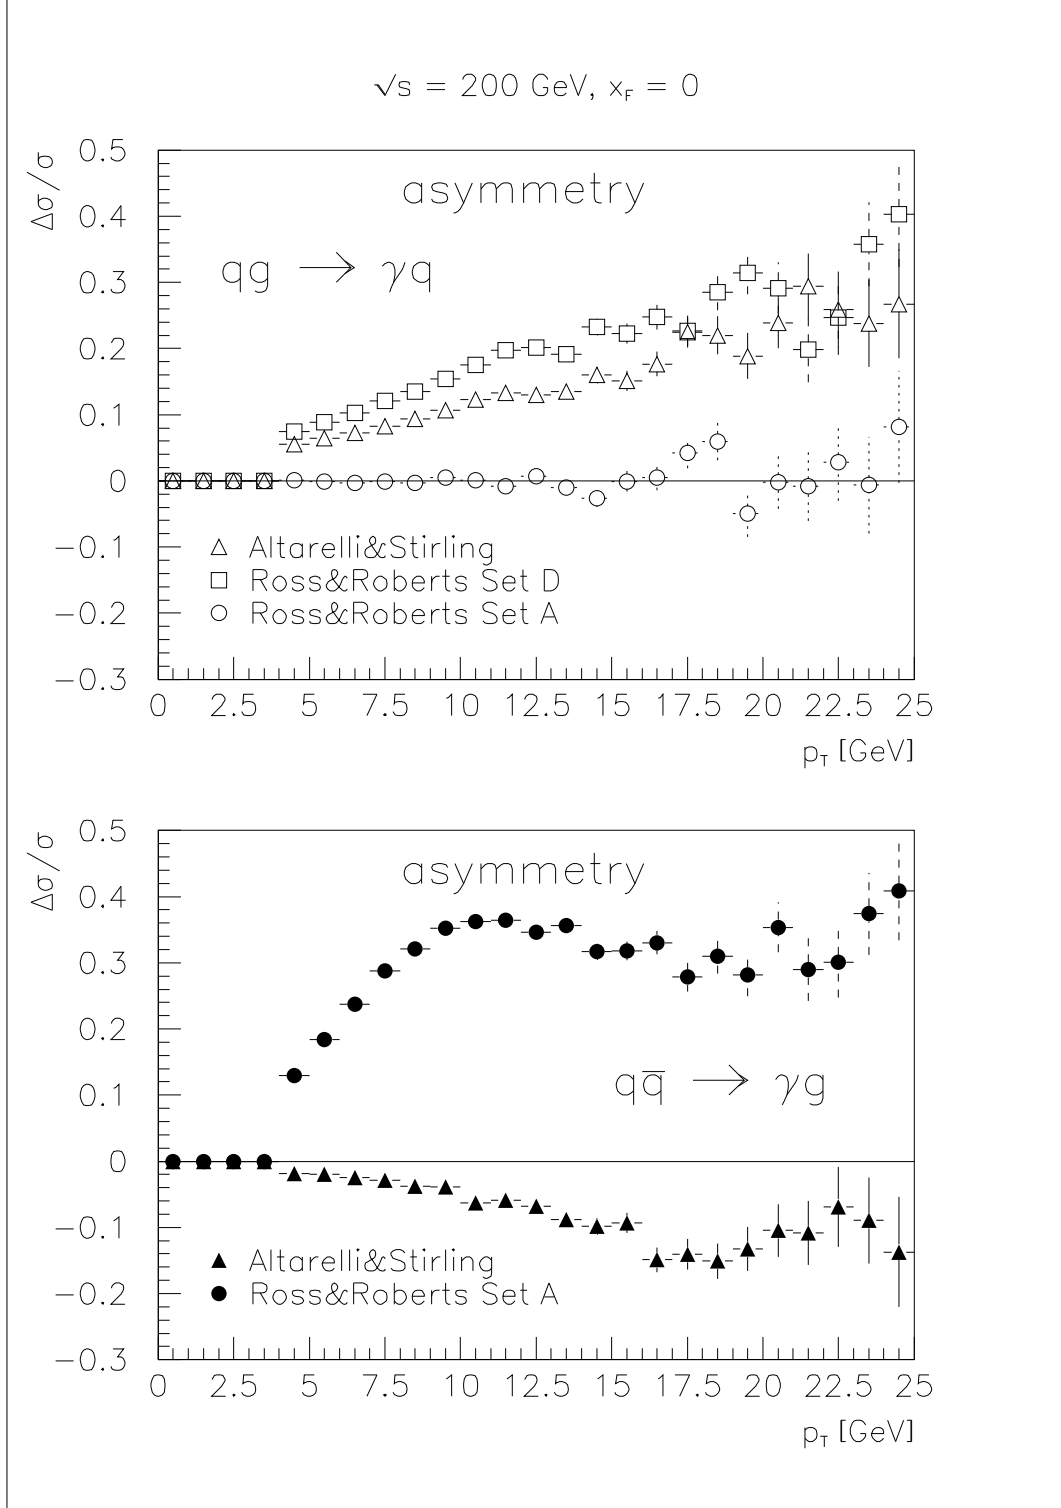 √s = 200 GeV, x_F = 0
Δσ/σ
asymmetry
qg → γq
0.5
0.4
0.3
0.2
0.1
0
−0.1
−0.2
−0.3
Altarelli&Stirling
Ross&Roberts Set D
Ross&Roberts Set A
0 2.5 5 7.5 10 12.5 15 17.5 20 22.5 25
p_T [GeV]
Δσ/σ
asymmetry
0.5
0.4
0.3
0.2
0.1
0
−0.1
−0.2
−0.3
qq̅ → γg
Altarelli&Stirling
Ross&Roberts Set A
0 2.5 5 7.5 10 12.5 15 17.5 20 22.5 25
p_T [GeV]